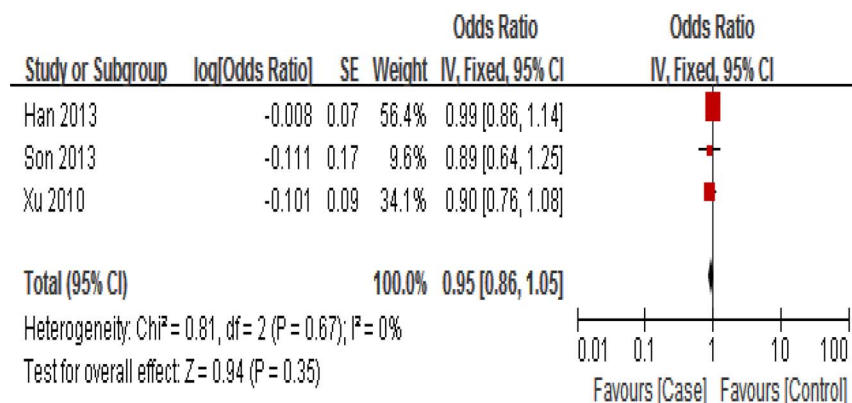 Odds Ratio Odds Ratio
Study or Subgroup log[Odds Ratio] SE Weight IV, Fixed, 95% CI IV, Fixed, 95% CI
Han 2013 -0.008 0.07 56.4% 0.99 [0.86, 1.14]
Son 2013 -0.111 0.17 9.6% 0.89 [0.64, 1.25]
Xu 2010 -0.101 0.09 34.1% 0.90 [0.76, 1.08]
Total (95% CI) 100.0% 0.95 [0.86, 1.05]
Heterogeneity: Chi² = 0.81, df = 2 (P = 0.67); I² = 0%
Test for overall effect: Z = 0.94 (P = 0.35)
0.01 0.1 1 10 100
Favours [Case] Favours [Control]